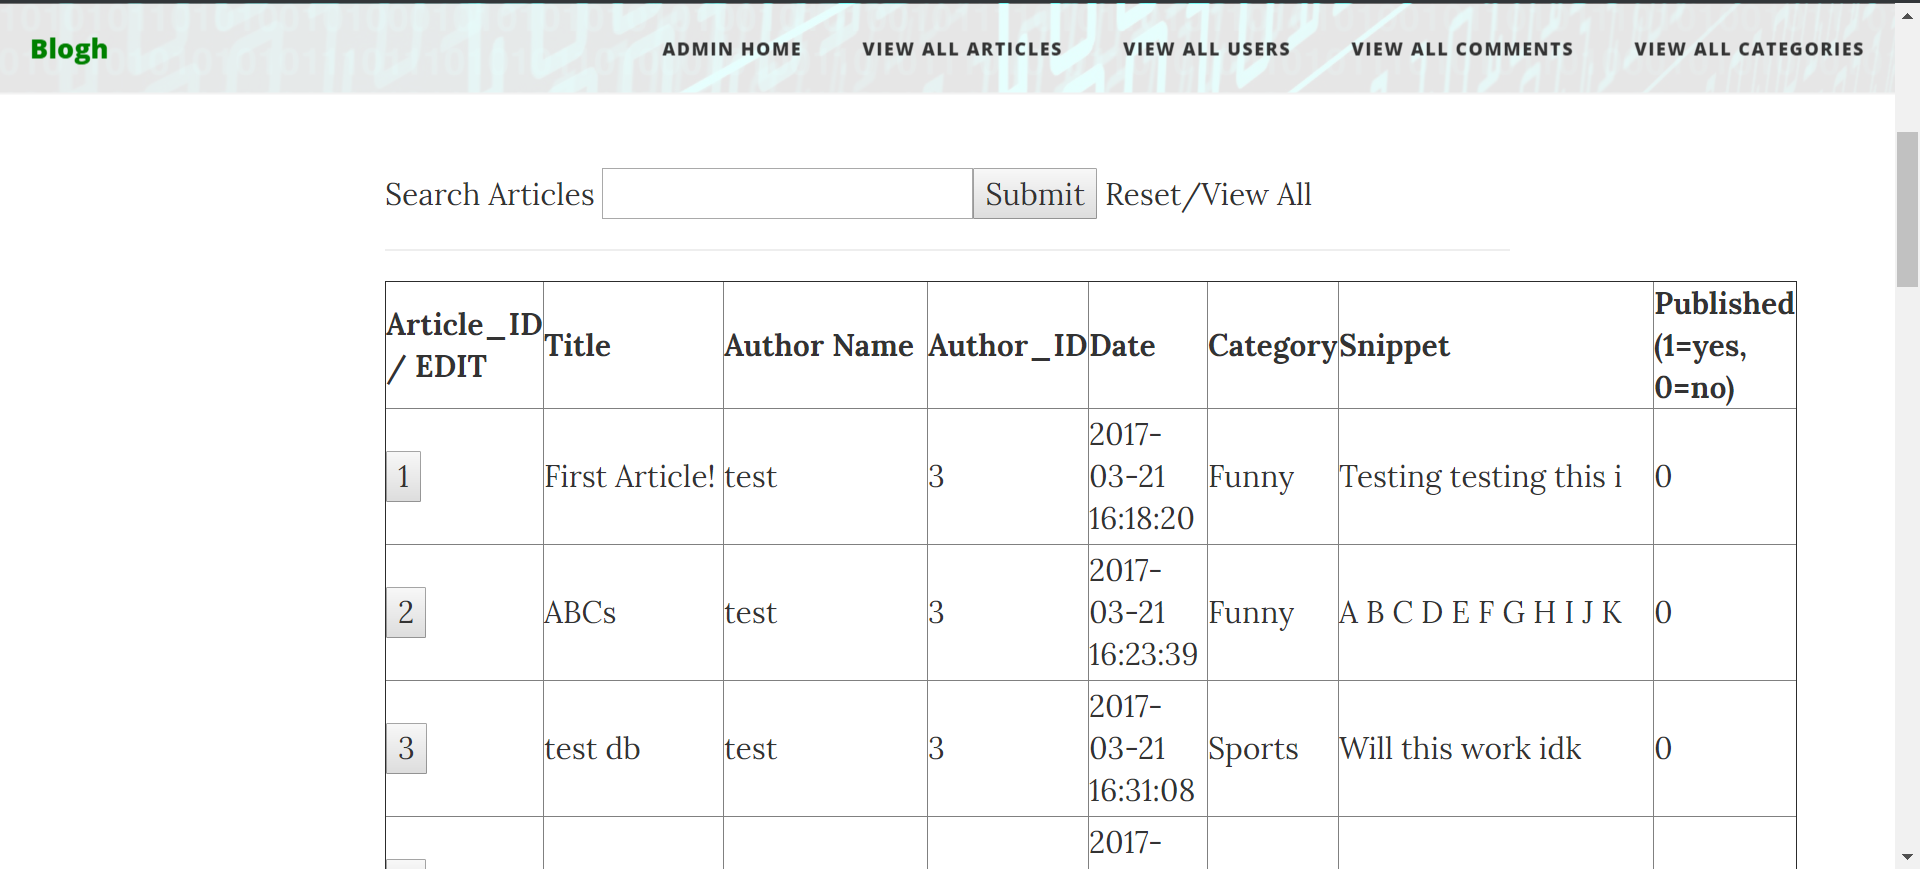 Blogh ADMIN HOME VIEW ALL ARTICLES VIEW ALL USERS VIEW ALL COMMENTS VIEW ALL CATEGORIES
Search Articles Submit Reset/View All
Article_ID / EDIT Title Author Name Author_ID Date Category Snippet Published (1=yes, 0=no)
1 First Article! test 3 2017-03-21 16:18:20 Funny Testing testing this i 0
2 ABCs test 3 2017-03-21 16:23:39 Funny A B C D E F G H I J K 0
3 test db test 3 2017-03-21 16:31:08 Sports Will this work idk 0
2017-